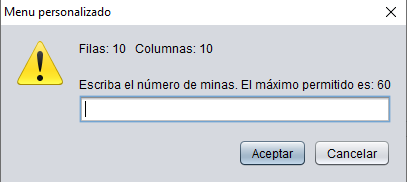 Menu personalizado
Filas: 10 Columnas: 10
Escriba el número de minas. El máximo permitido es: 60
Aceptar
Cancelar